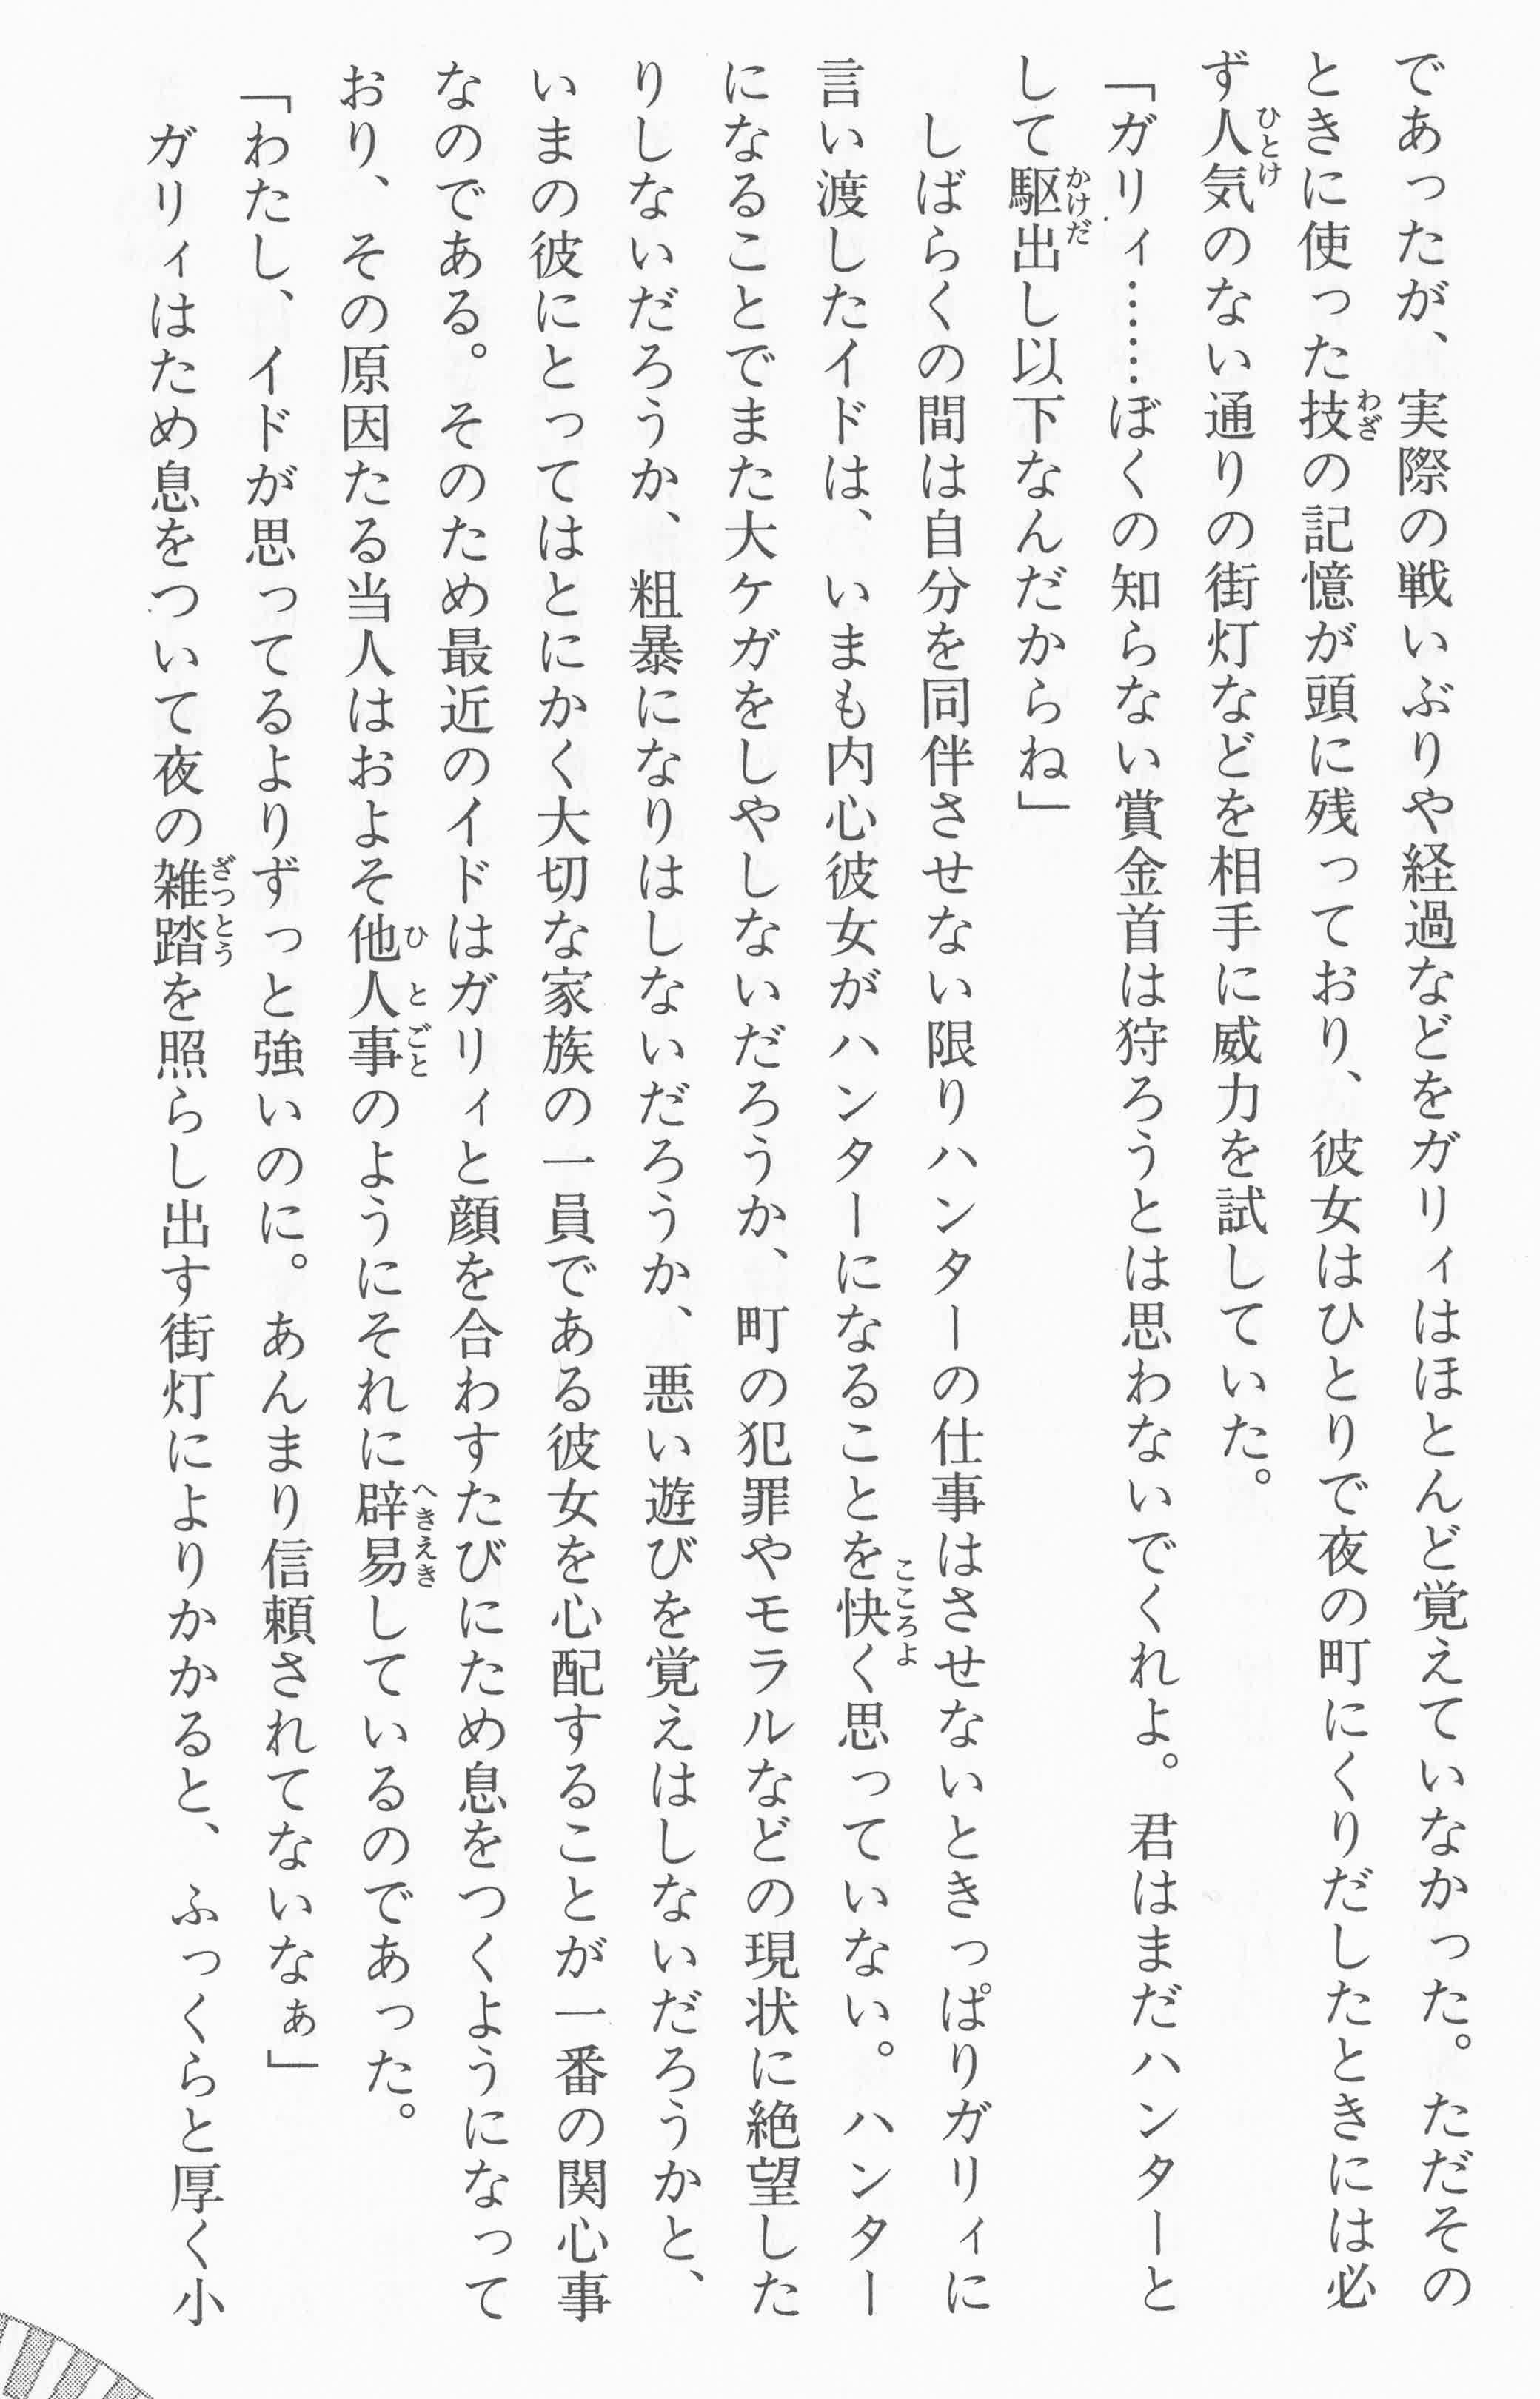 であったが、実際の戦いぶりや経過などをガリィはほとんど覚えていなかった。ただその
ときに使った技の記憶が頭に残っており、彼女はひとりで夜の町にくりだしたときには必
ず人気のない通りの街灯などを相手に威力を試していた。
「ガリィ……ぼくの知らない賞金首は狩ろうとは思わないでくれよ。君はまだハンターと
して駆出し以下なんだからね」
しばらくの間は自分を同伴させない限りハンターの仕事はさせないときっぱりガリィに
言い渡したイドは、いまも内心彼女がハンターになることを快く思っていない。ハンター
になることでまた大ケガをしやしないだろうか、町の犯罪やモラルなどの現状に絶望した
りしないだろうか、粗暴になりはしないだろうか、悪い遊びを覚えはしないだろうかと、
いまの彼にとってはとにかく大切な家族の一員である彼女を心配することが一番の関心事
なのである。そのため最近のイドはガリィと顔を合わすたびにため息をつくようになって
おり、その原因たる当人はおよそ他人事のようにそれに辟易しているのであった。
「わたし、イドが思ってるよりずっと強いのに。あんまり信頼されてないなぁ」
ガリィはため息をついて夜の雑踏を照らし出す街灯によりかかると、ふっくらと厚く小